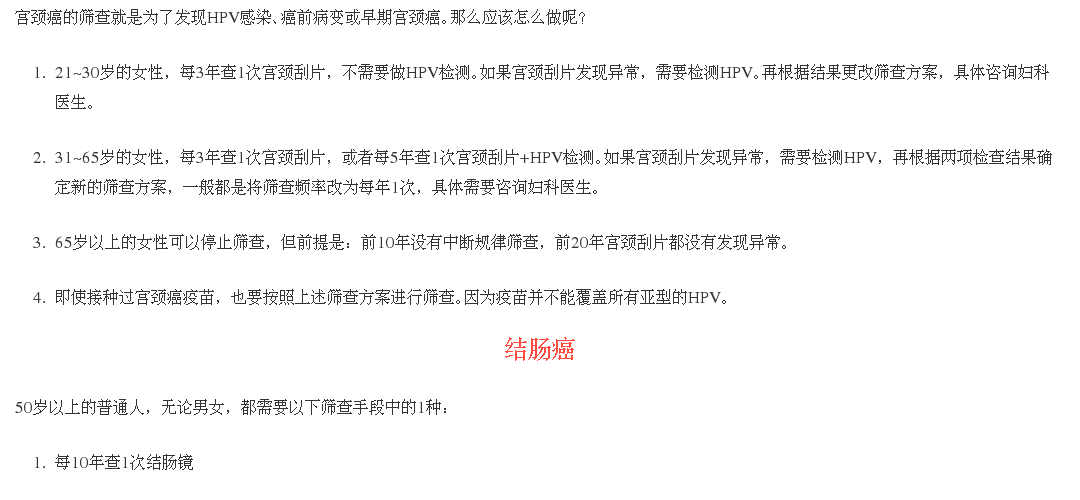 宫颈癌的筛查就是为了发现HPV感染、癌前病变或早期宫颈癌。那么应该怎么做呢?
1. 21~30岁的女性，每3年查1次宫颈刮片，不需要做HPV检测。如果宫颈刮片发现异常，需要检测HPV。再根据结果更改筛查方案，具体咨询妇科
医生。
2. 31~65岁的女性，每3年查1次宫颈刮片，或者每5年查1次宫颈刮片+HPV检测。如果宫颈刮片发现异常，需要检测HPV，再根据两项检查结果确
定新的筛查方案，一般都是将筛查频率改为每年1次，具体需要咨询妇科医生。
3. 65岁以上的女性可以停止筛查，但前提是：前10年没有中断规律筛查，前20年宫颈刮片都没有发现异常。
4. 即使接种过宫颈癌疫苗，也要按照上述筛查方案进行筛查。因为疫苗并不能覆盖所有亚型的HPV。
结肠癌
50岁以上的普通人，无论男女，都需要以下筛查手段中的1种：
1. 每10年查1次结肠镜